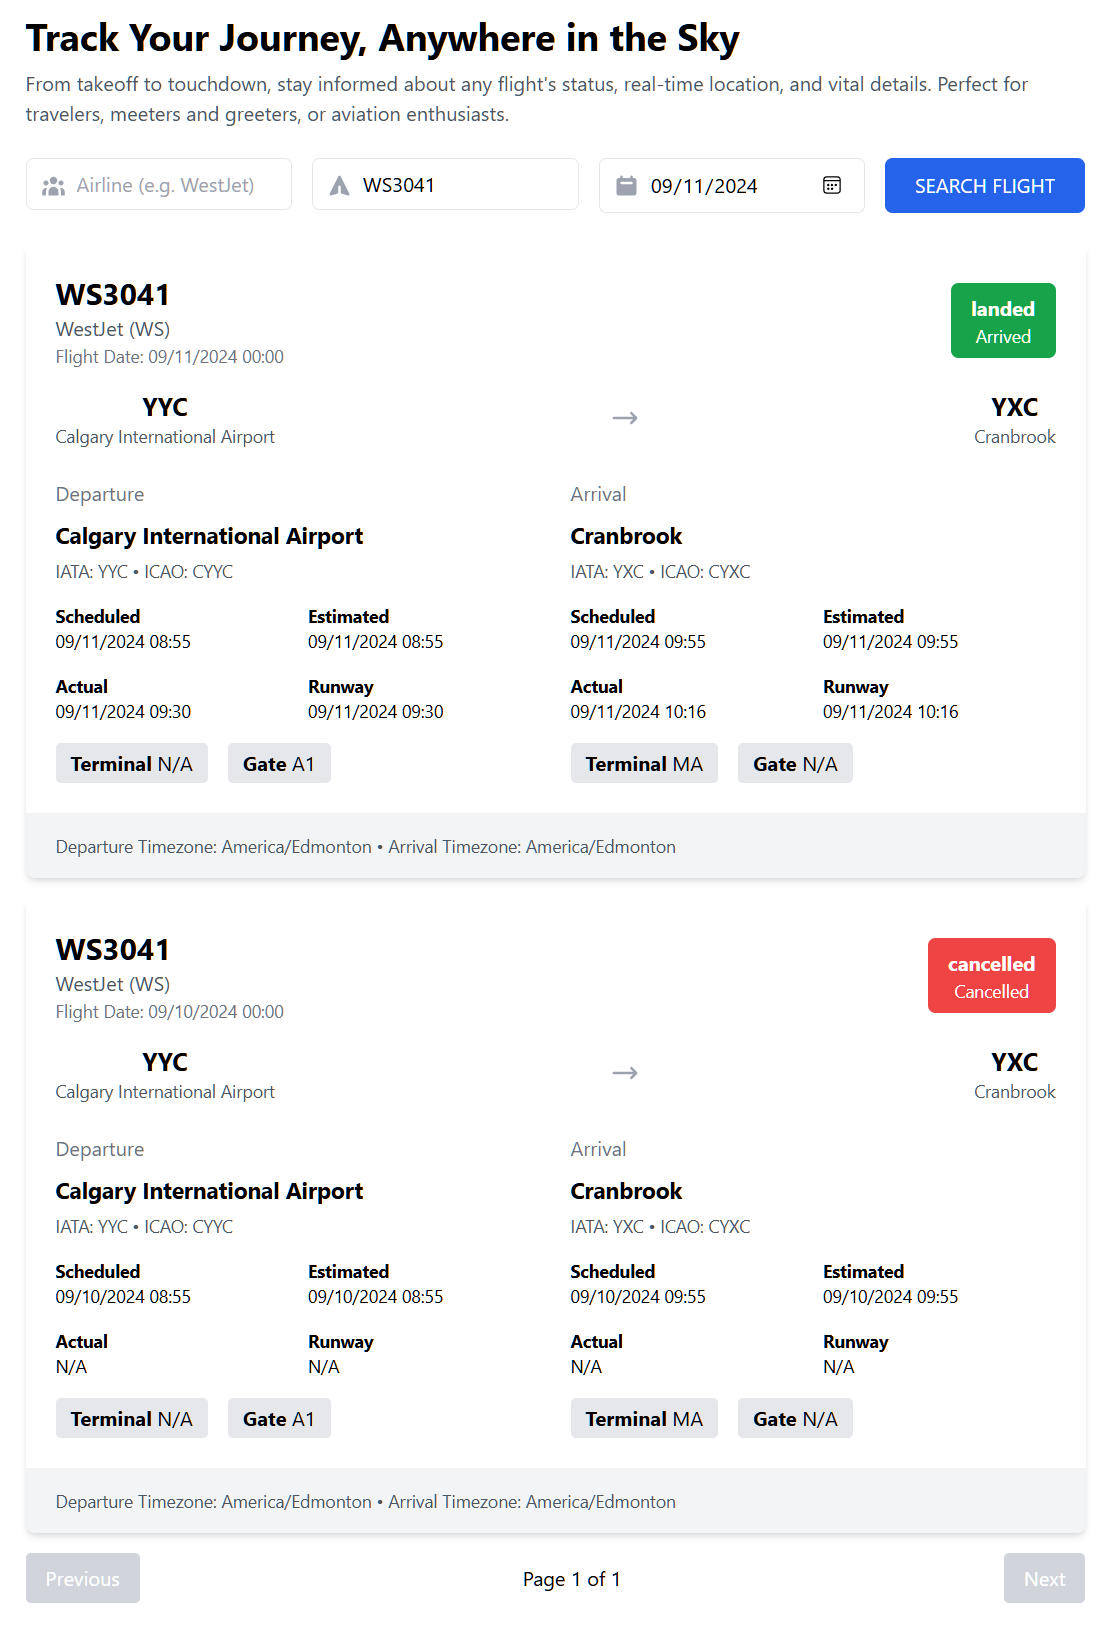 Track Your Journey, Anywhere in the Sky
From takeoff to touchdown, stay informed about any flight's status, real-time location, and vital details. Perfect for
travelers, meeters and greeters, or aviation enthusiasts.
Airline (e.g. WestJet) WS3041 09/11/2024 SEARCH FLIGHT
WS3041
WestJet (WS)
Flight Date: 09/11/2024 00:00
landed
Arrived
YYC → YXC
Calgary International Airport Cranbrook
Departure
Calgary International Airport
IATA: YYC • ICAO: CYYC
Scheduled Estimated
09/11/2024 08:55 09/11/2024 08:55
Actual Runway
09/11/2024 09:30 09/11/2024 09:30
Terminal N/A Gate A1
Arrival
Cranbrook
IATA: YXC • ICAO: CYXC
Scheduled Estimated
09/11/2024 09:55 09/11/2024 09:55
Actual Runway
09/11/2024 10:16 09/11/2024 10:16
Terminal MA Gate N/A
Departure Timezone: America/Edmonton • Arrival Timezone: America/Edmonton
WS3041
WestJet (WS)
Flight Date: 09/10/2024 00:00
cancelled
Cancelled
YYC → YXC
Calgary International Airport Cranbrook
Departure
Calgary International Airport
IATA: YYC • ICAO: CYYC
Scheduled Estimated
09/10/2024 08:55 09/10/2024 08:55
Actual Runway
N/A N/A
Terminal N/A Gate A1
Arrival
Cranbrook
IATA: YXC • ICAO: CYXC
Scheduled Estimated
09/10/2024 09:55 09/10/2024 09:55
Actual Runway
N/A N/A
Terminal MA Gate N/A
Departure Timezone: America/Edmonton • Arrival Timezone: America/Edmonton
Previous Page 1 of 1 Next